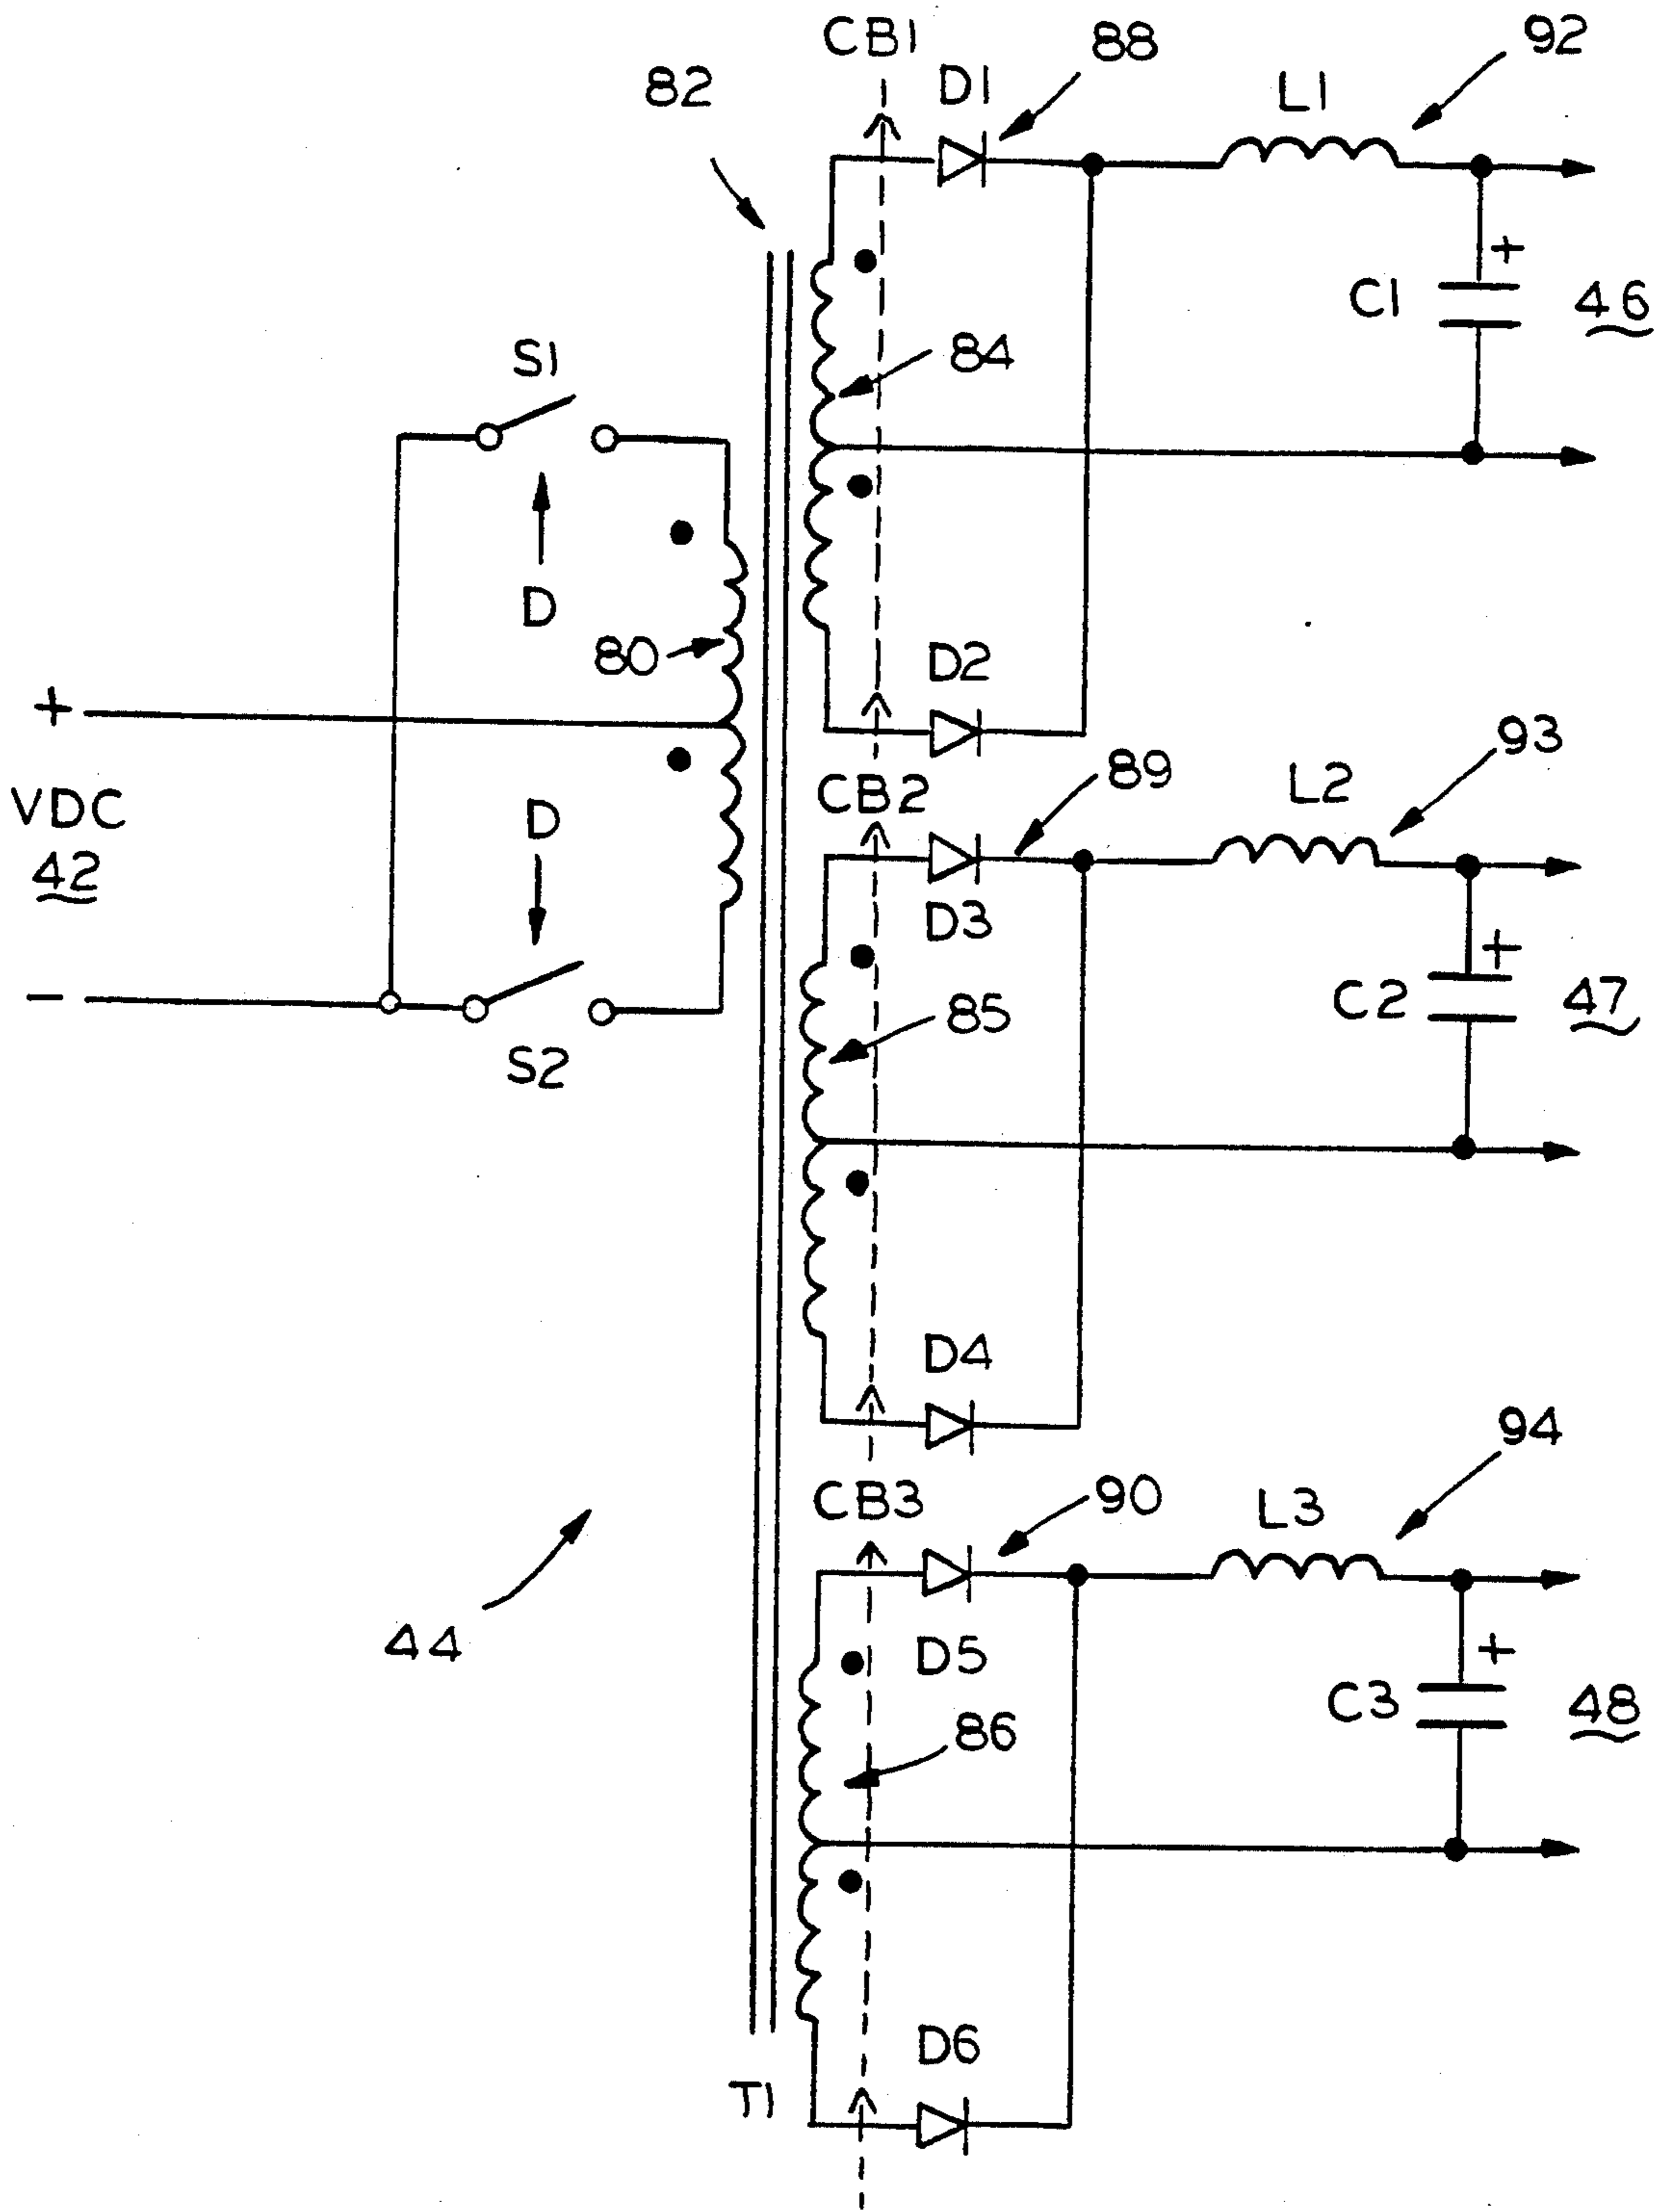 CB1
88
92
82
D1
L1
+
C1
46
S1
84
D
80
D2
+
CB2
89
L2
93
VDC
42
D
D3
+
C2
47
–
85
S2
D4
CB3
90
L3
94
44
D5
+
C3
48
86
D6
T1